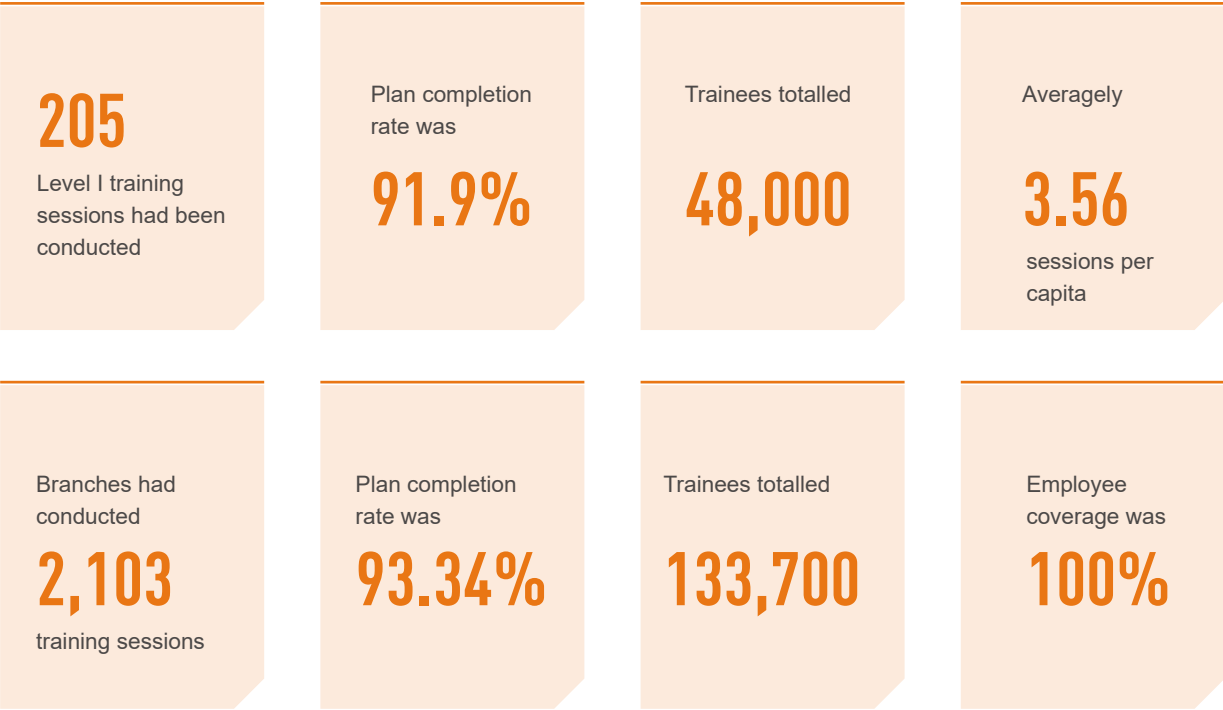 205
Level I training
sessions had been
conducted
Plan completion
rate was
91.9%
Trainees totalled
48,000
Averagely
3.56
sessions per
capita
Branches had
conducted
2,103
training sessions
Plan completion
rate was
93.34%
Trainees totalled
133,700
Employee
coverage was
100%